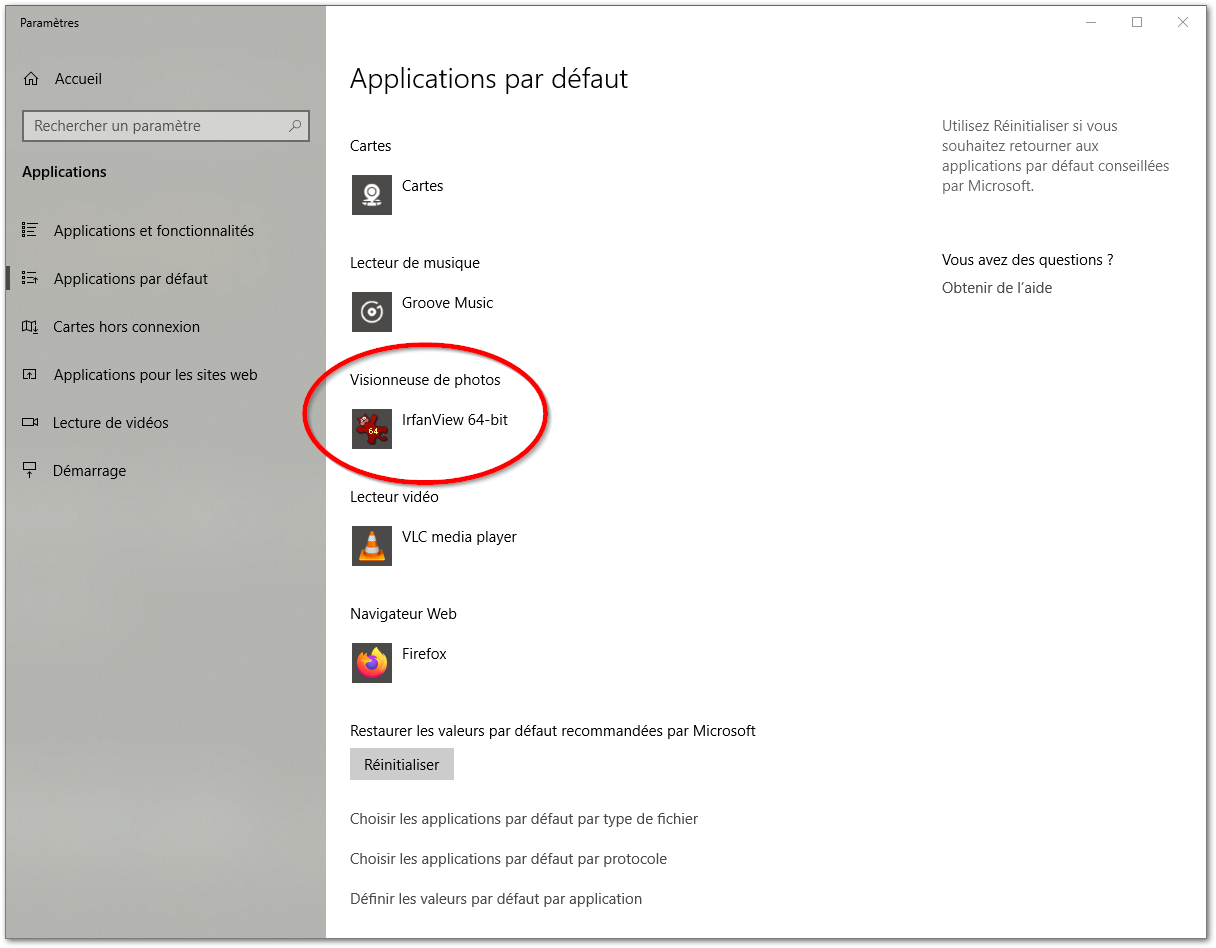 Paramètres
Accueil
Rechercher un paramètre
Applications
Applications et fonctionnalités
Applications par défaut
Cartes hors connexion
Applications pour les sites web
Lecture de vidéos
Démarrage
Applications par défaut
Cartes
Cartes
Lecteur de musique
Groove Music
Visionneuse de photos
64
IrfanView 64-bit
Lecteur vidéo
VLC media player
Navigateur Web
Firefox
Restaurer les valeurs par défaut recommandées par Microsoft
Réinitialiser
Choisir les applications par défaut par type de fichier
Choisir les applications par défaut par protocole
Définir les valeurs par défaut par application
Utilisez Réinitialiser si vous
souhaitez retourner aux
applications par défaut conseillées
par Microsoft.
Vous avez des questions ?
Obtenir de l’aide